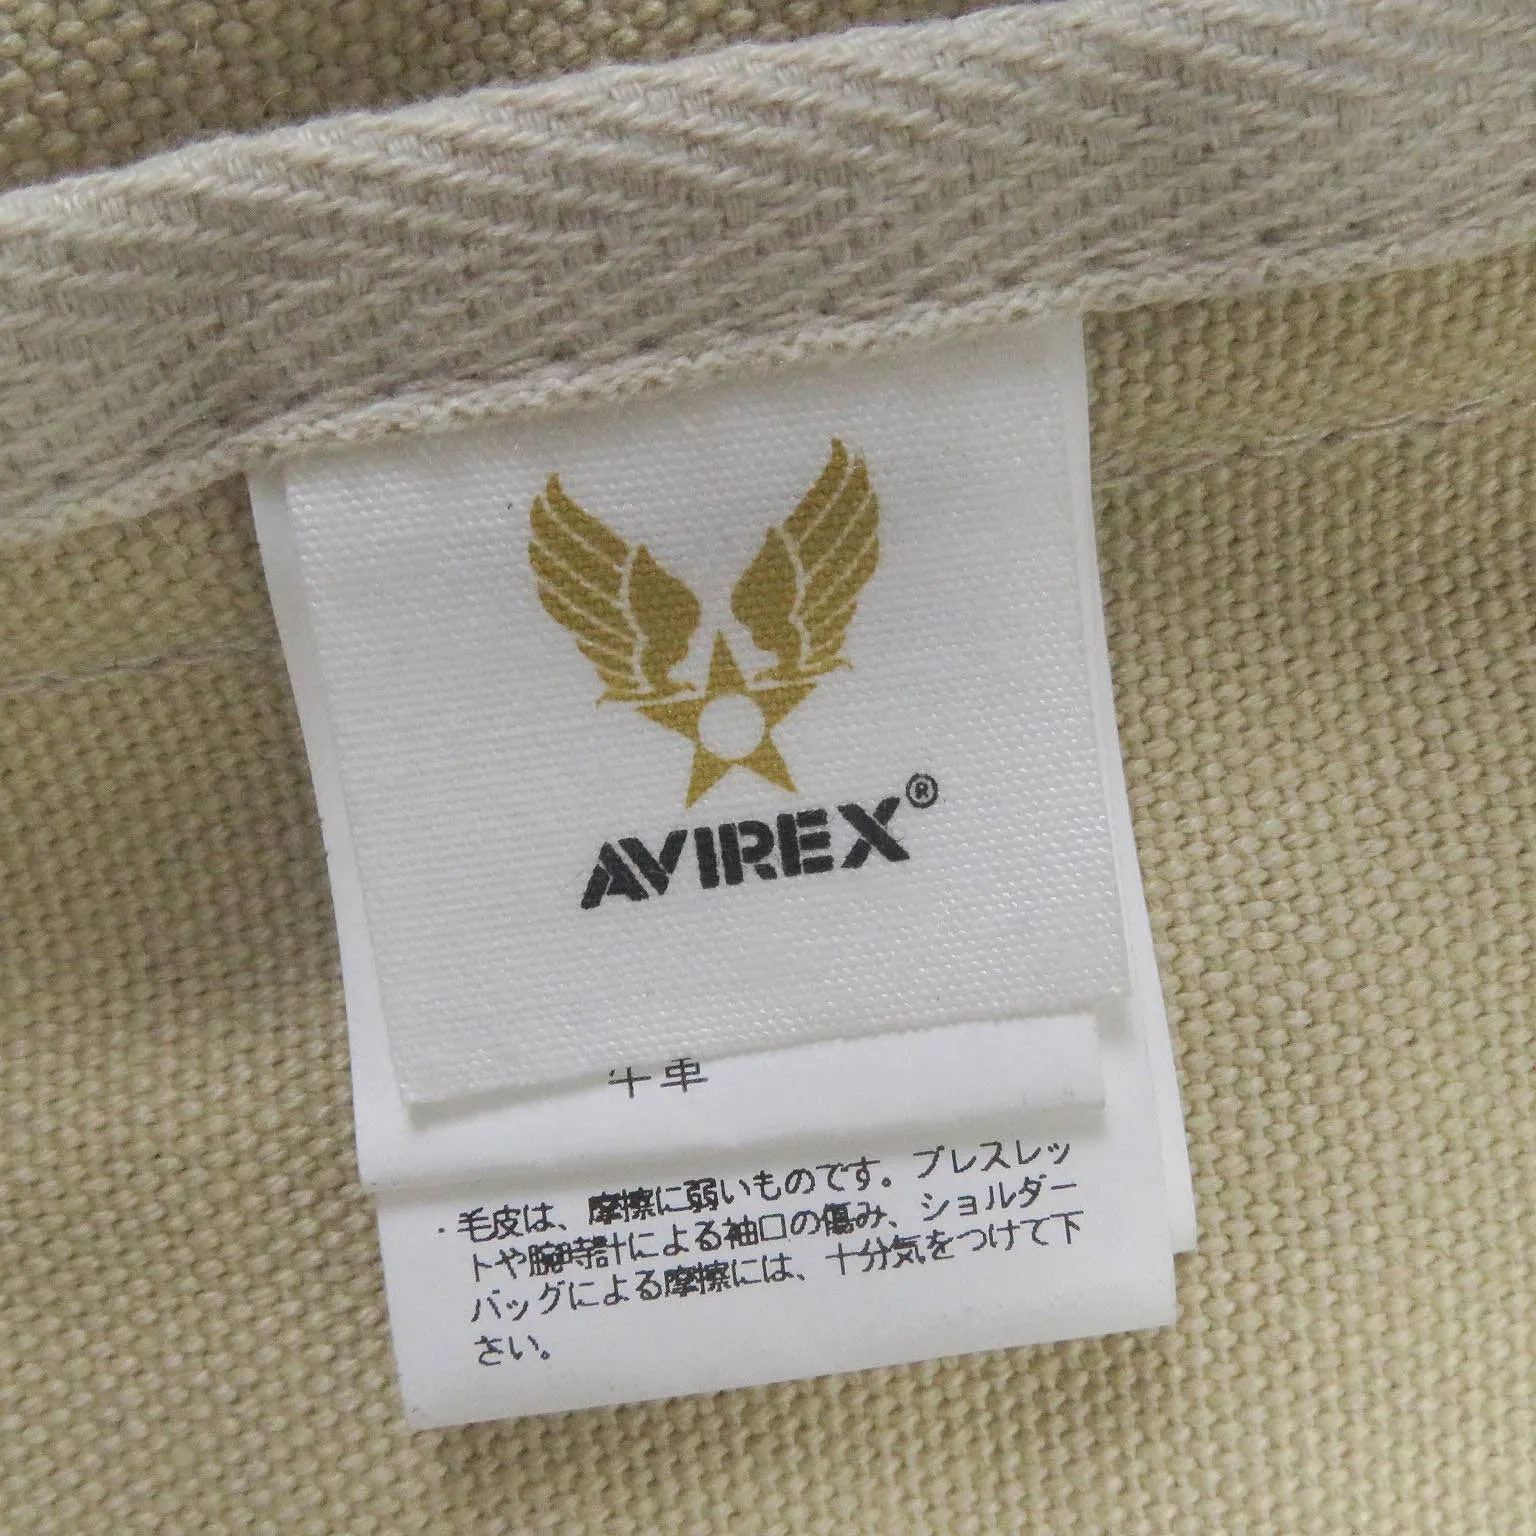 AVIREX®
牛革
・毛皮は、摩擦に弱いものです。ブレスレッ
トや腕時計による袖口の傷み、ショルダー
バッグによる摩擦には、十分気をつけて下
さい。